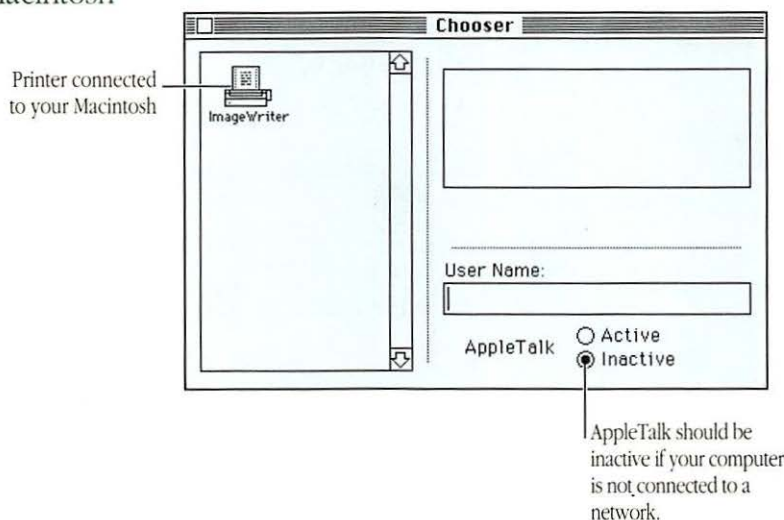 Chooser
Printer connected
to your Macintosh
ImageWriter
User Name:
AppleTalk
Active
Inactive
AppleTalk should be
inactive if your computer
is not connected to a
network.